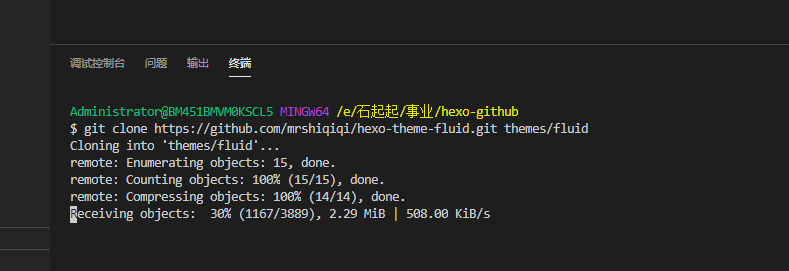 调试控制台 问题 输出 终端
Administrator@BM451BMVM0KSCL5 MINGW64 /e/石起起/事业/hexo-github
$ git clone https://github.com/mrshiqiqi/hexo-theme-fluid.git themes/fluid
Cloning into 'themes/fluid'...
remote: Enumerating objects: 15, done.
remote: Counting objects: 100% (15/15), done.
remote: Compressing objects: 100% (14/14), done.
Receiving objects:  30% (1167/3889), 2.29 MiB | 508.00 KiB/s